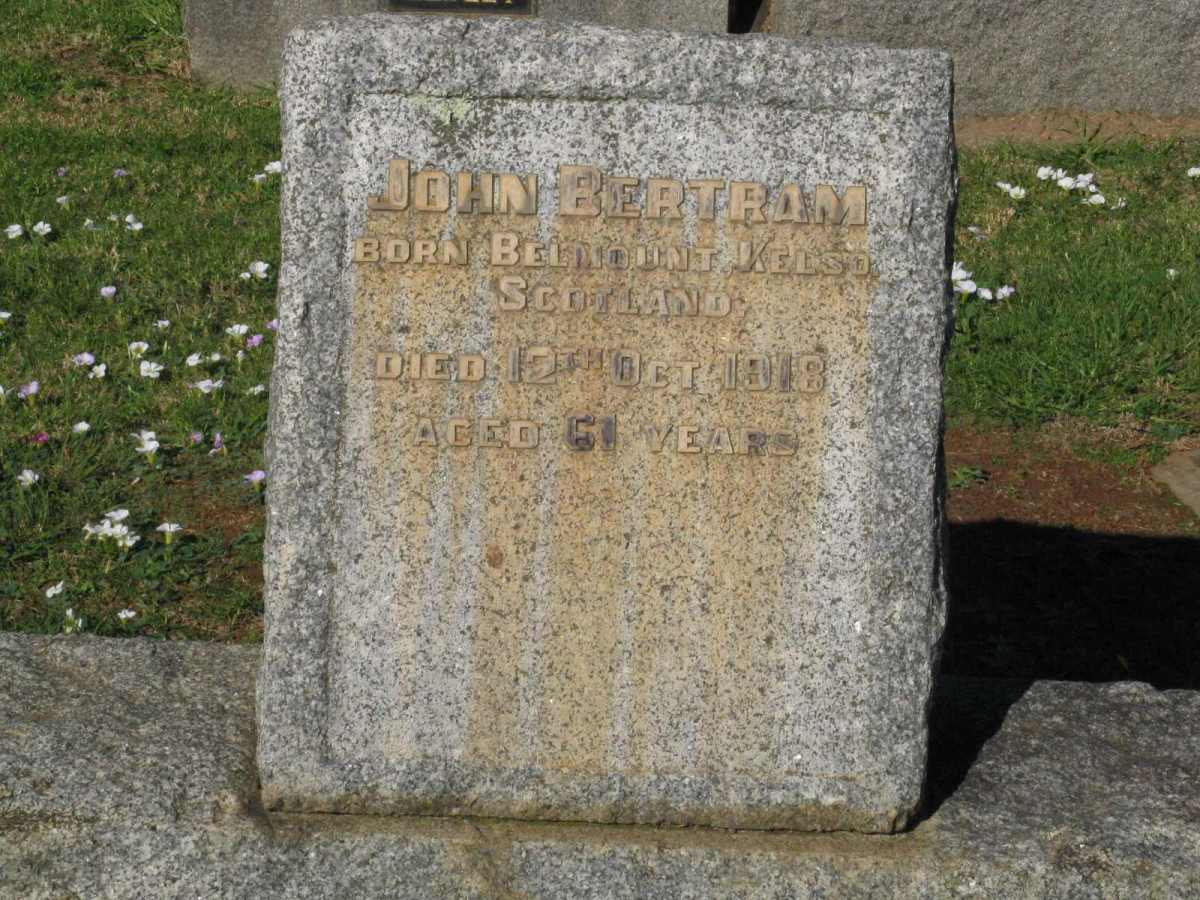 JOHN BERTRAM
BORN BELMOUNT, KELSO,
SCOTLAND
DIED 12TH OCT 1918
AGED 61 YEARS